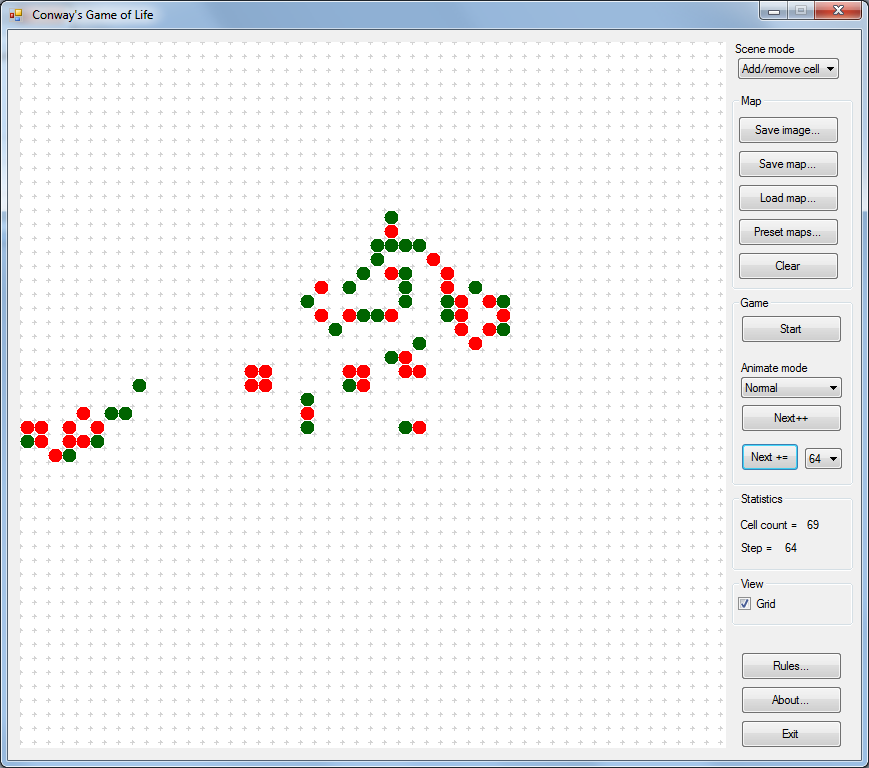 Conway's Game of Life
Scene mode
Add/remove cell
Map
Save image...
Save map...
Load map...
Preset maps...
Clear
Game
Start
Animate mode
Normal
Next++
Next += 64
Statistics
Cell count = 69
Step = 64
View
Grid
Rules...
About...
Exit